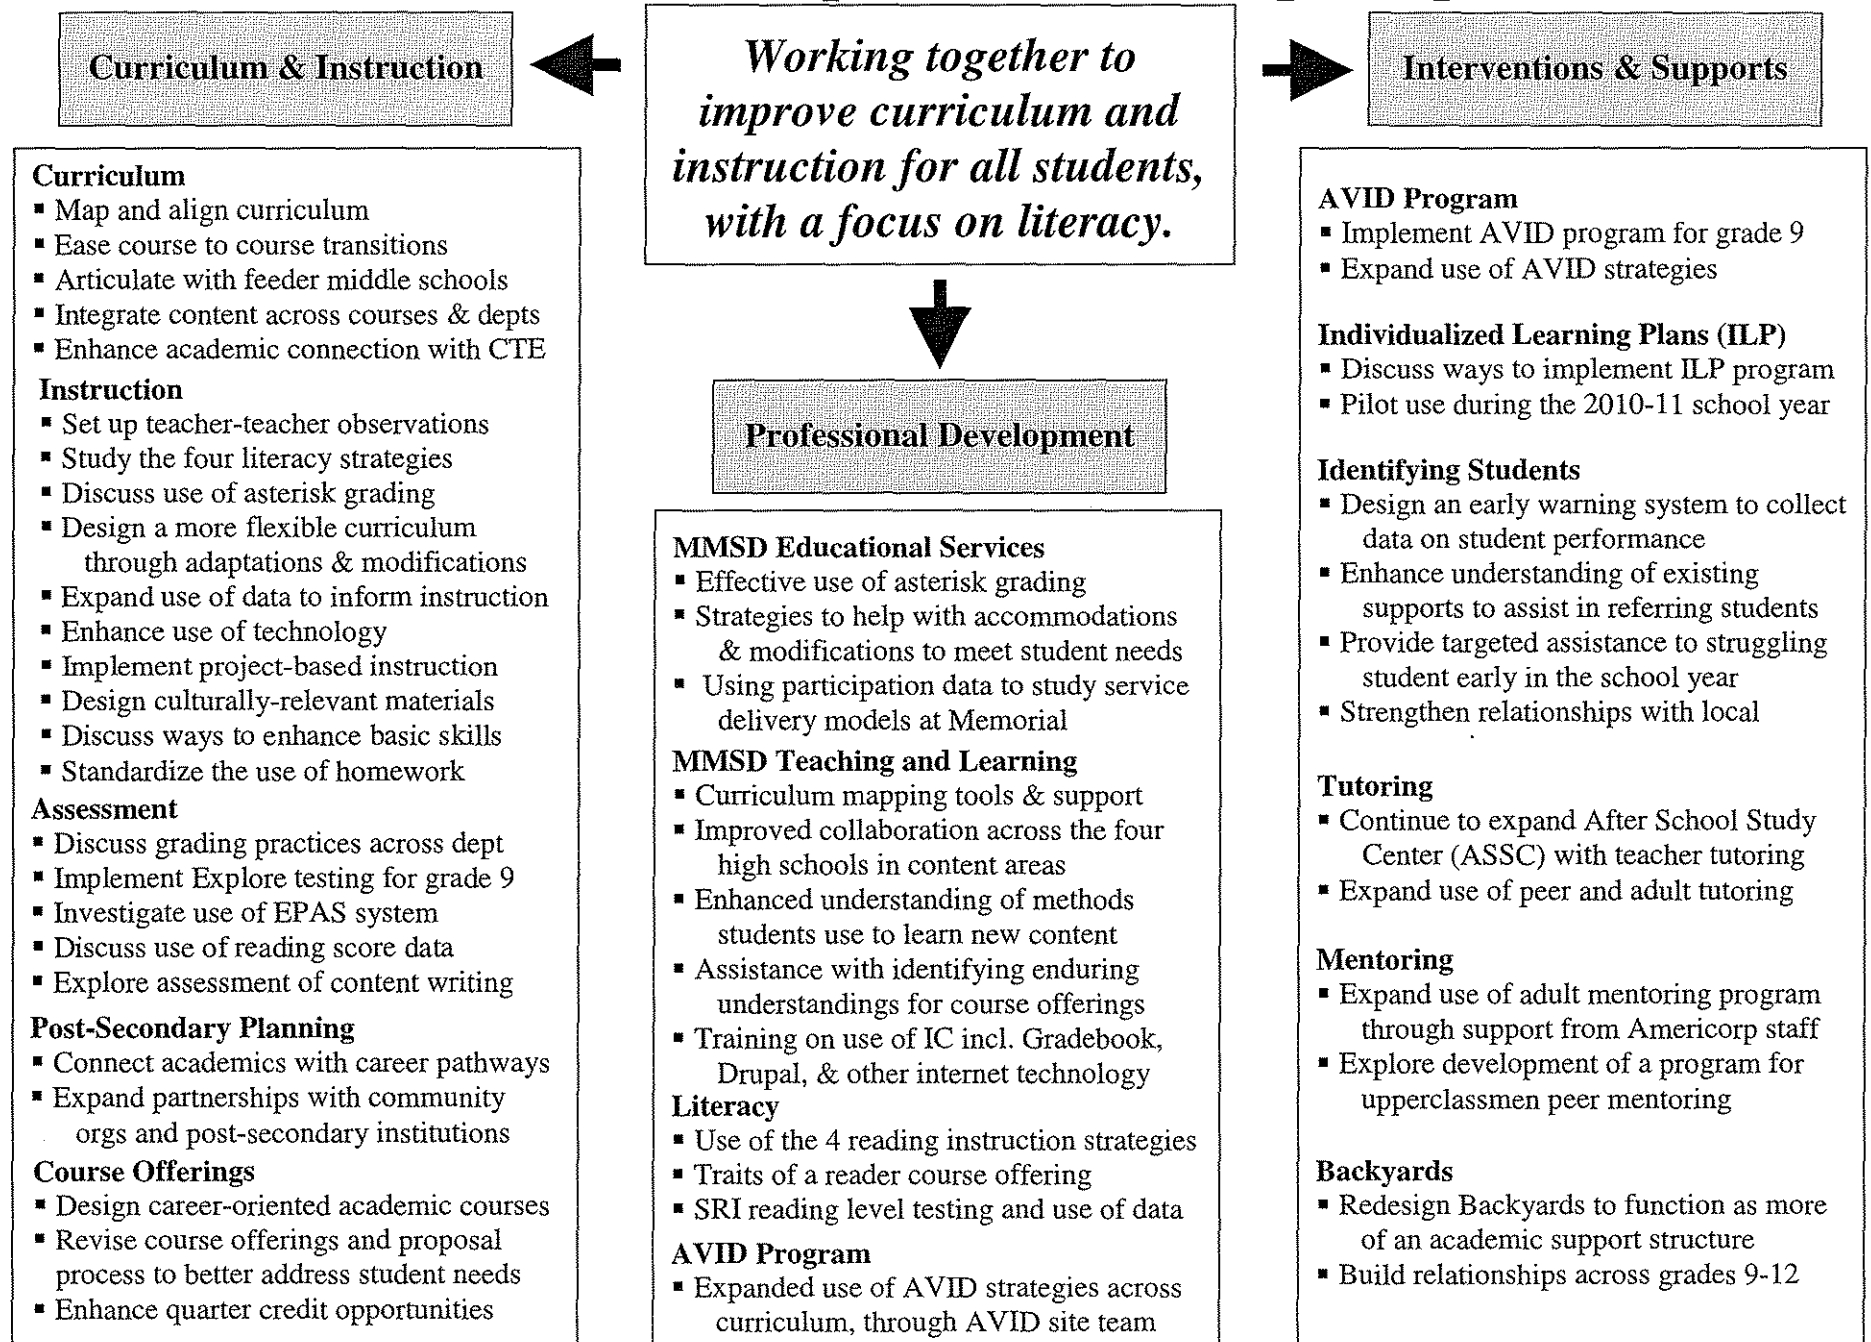 Curriculum & Instruction
Working together to
improve curriculum and
instruction for all students,
with a focus on literacy.
Interventions & Supports
Curriculum
▪ Map and align curriculum
▪ Ease course to course transitions
▪ Articulate with feeder middle schools
▪ Integrate content across courses & depts
▪ Enhance academic connection with CTE
Instruction
▪ Set up teacher-teacher observations
▪ Study the four literacy strategies
▪ Discuss use of asterisk grading
▪ Design a more flexible curriculum
through adaptations & modifications
▪ Expand use of data to inform instruction
▪ Enhance use of technology
▪ Implement project-based instruction
▪ Design culturally-relevant materials
▪ Discuss ways to enhance basic skills
▪ Standardize the use of homework
Assessment
▪ Discuss grading practices across dept
▪ Implement Explore testing for grade 9
▪ Investigate use of EPAS system
▪ Discuss use of reading score data
▪ Explore assessment of content writing
Post-Secondary Planning
▪ Connect academics with career pathways
▪ Expand partnerships with community
orgs and post-secondary institutions
Course Offerings
▪ Design career-oriented academic courses
▪ Revise course offerings and proposal
process to better address student needs
▪ Enhance quarter credit opportunities
Professional Development
MMSD Educational Services
▪ Effective use of asterisk grading
▪ Strategies to help with accommodations
& modifications to meet student needs
▪ Using participation data to study service
delivery models at Memorial
MMSD Teaching and Learning
▪ Curriculum mapping tools & support
▪ Improved collaboration across the four
high schools in content areas
▪ Enhanced understanding of methods
students use to learn new content
▪ Assistance with identifying enduring
understandings for course offerings
▪ Training on use of IC incl. Gradebook,
Drupal, & other internet technology
Literacy
▪ Use of the 4 reading instruction strategies
▪ Traits of a reader course offering
▪ SRI reading level testing and use of data
AVID Program
▪ Expanded use of AVID strategies across
curriculum, through AVID site team
AVID Program
▪ Implement AVID program for grade 9
▪ Expand use of AVID strategies
Individualized Learning Plans (ILP)
▪ Discuss ways to implement ILP program
▪ Pilot use during the 2010-11 school year
Identifying Students
▪ Design an early warning system to collect
data on student performance
▪ Enhance understanding of existing
supports to assist in referring students
▪ Provide targeted assistance to struggling
student early in the school year
▪ Strengthen relationships with local
Tutoring
▪ Continue to expand After School Study
Center (ASSC) with teacher tutoring
▪ Expand use of peer and adult tutoring
Mentoring
▪ Expand use of adult mentoring program
through support from Americorp staff
▪ Explore development of a program for
upperclassmen peer mentoring
Backyards
▪ Redesign Backyards to function as more
of an academic support structure
▪ Build relationships across grades 9-12